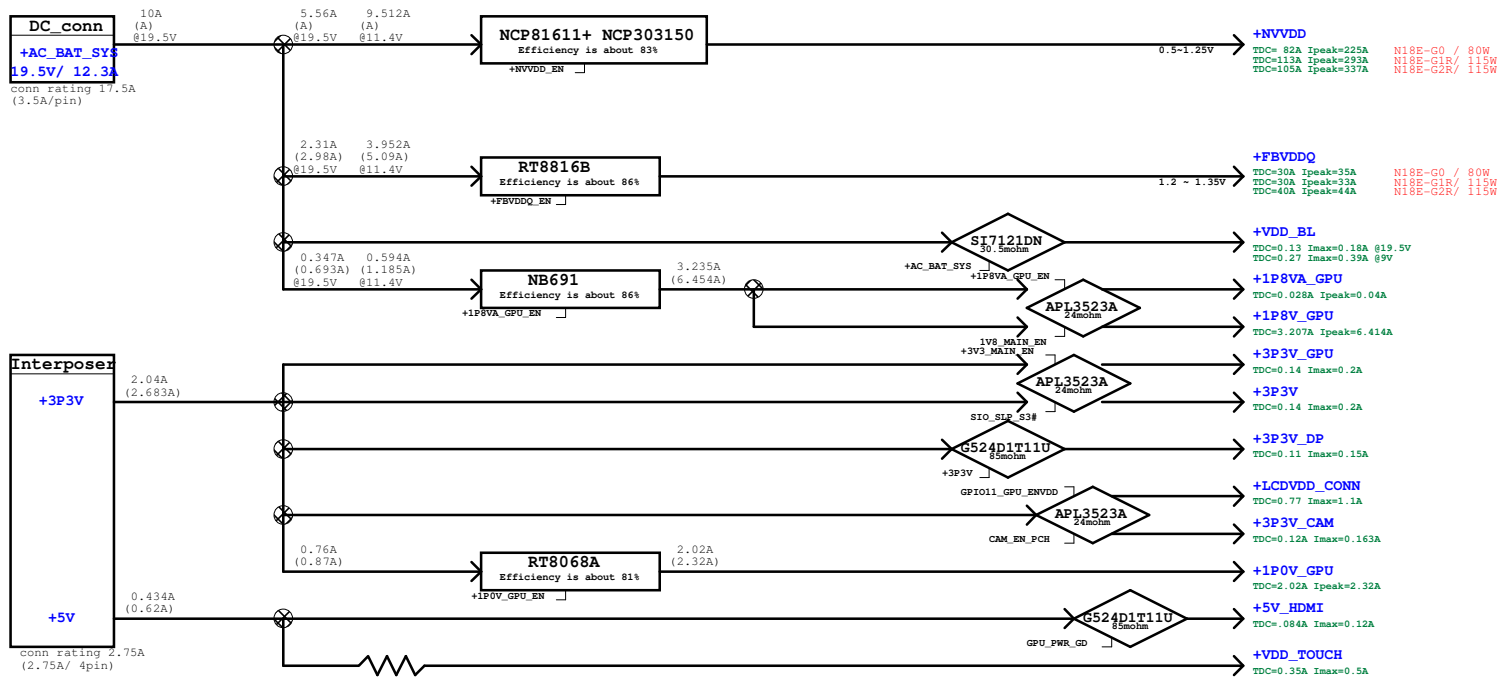 DC_conn
+AC_BAT_SYS
19.5V/ 12.3A
conn rating 17.5A
(3.5A/pin)
10A
(A)
@19.5V
5.56A 9.512A
(A) (A)
@19.5V @11.4V
NCP81611+ NCP303150
Efficiency is about 83%
+NVVDD_EN
0.5~1.25V
+NVVDD
TDC= 82A Ipeak=225A N18E-G0 / 80W
TDC=113A Ipeak=293A N18E-G1R/ 115W
TDC=105A Ipeak=337A N18E-G2R/ 115W
2.31A 3.952A
(2.98A) (5.09A)
@19.5V @11.4V
RT8816B
Efficiency is about 86%
+FBVDDQ_EN
1.2 ~ 1.35V
+FBVDDQ
TDC=30A Ipeak=35A N18E-G0 / 80W
TDC=30A Ipeak=33A N18E-G1R/ 115W
TDC=40A Ipeak=44A N18E-G2R/ 115W
SI7121DN
30.5mohm
+AC_BAT_SYS
+VDD_BL
TDC=0.13 Imax=0.18A @19.5V
TDC=0.27 Imax=0.39A @9V
0.347A 0.594A
(0.693A) (1.185A)
@19.5V @11.4V
NB691
Efficiency is about 86%
+1P8VA_GPU_EN
3.235A
(6.454A)
+1P8VA_GPU_EN
APL3523A
24mohm
1V8_MAIN_EN
+1P8VA_GPU
TDC=0.028A Ipeak=0.04A
+1P8V_GPU
TDC=3.207A Ipeak=6.414A
Interposer
+3P3V
+5V
conn rating 2.75A
(2.75A/ 4pin)
2.04A
(2.683A)
+3V3_MAIN_EN
APL3523A
24mohm
SIO_SLP_S3#
+3P3V_GPU
TDC=0.14 Imax=0.2A
+3P3V
TDC=0.14 Imax=0.2A
G524D1T11U
85mohm
+3P3V
+3P3V_DP
TDC=0.11 Imax=0.15A
GPIO11_GPU_ENVDD
APL3523A
24mohm
CAM_EN_PCH
+LCDVDD_CONN
TDC=0.77 Imax=1.1A
+3P3V_CAM
TDC=0.12A Imax=0.163A
0.76A
(0.87A)
RT8068A
Efficiency is about 81%
+1P0V_GPU_EN
2.02A
(2.32A)
+1P0V_GPU
TDC=2.02A Ipeak=2.32A
0.434A
(0.62A)
G524D1T11U
85mohm
GPU_PWR_GD
+5V_HDMI
TDC=.084A Imax=0.12A
+VDD_TOUCH
TDC=0.35A Imax=0.5A